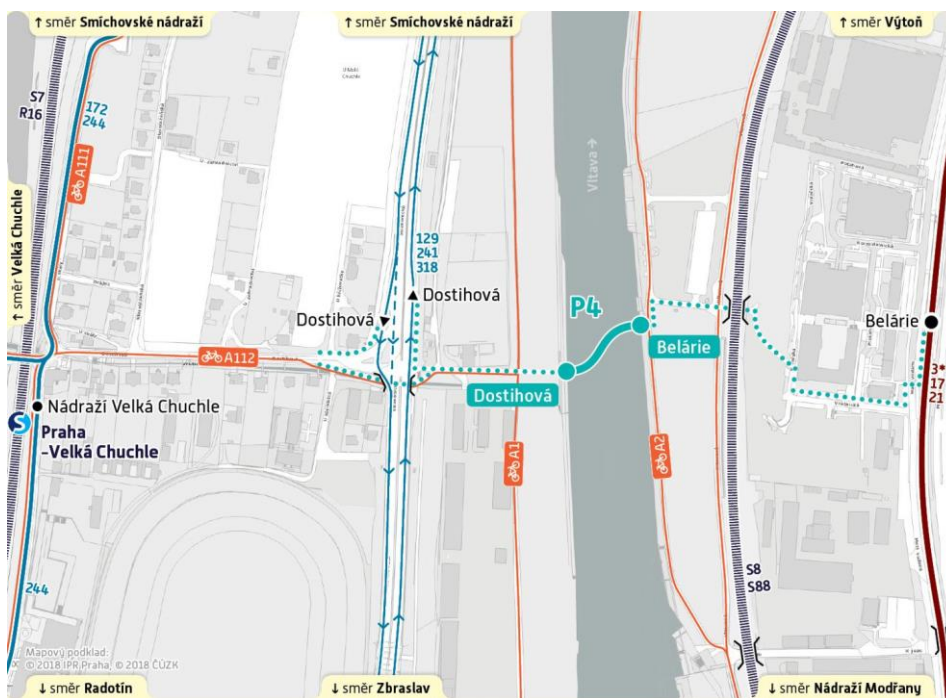 ↑ směr Smíchovské nádraží
↑ směr Smíchovské nádraží
↑ směr Výtoň
S7
R16
172
244
A111
↑ směr Velká Chuchle
129
241
318
Vltava →
Dostihová
Dostihová
P4
Belárie
Belárie
A112
Dostihová
3*
17
21
Nádraží Velká Chuchle
S
Praha
-Velká Chuchle
A1
A2
S8
S88
244
Mapový podklad:
© 2018 IPR Praha, © 2018 ČÚZK
↓ směr Radotín
↓ směr Zbraslav
↓ směr Nádraží Modřany